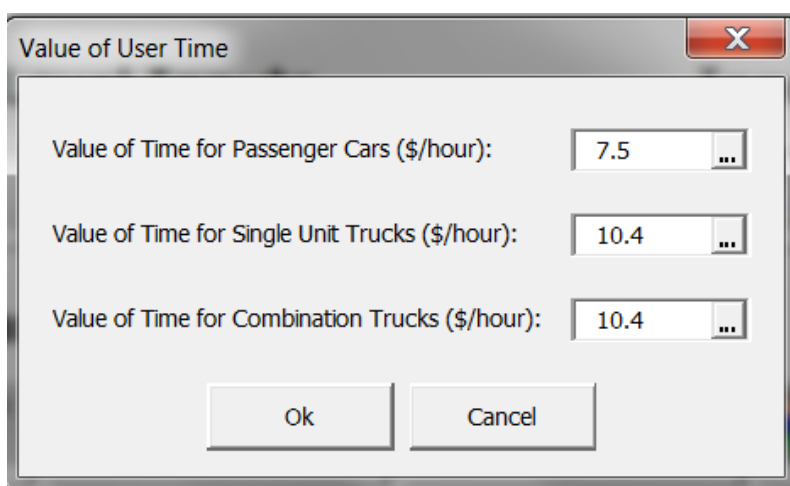 Value of User Time
X
Value of Time for Passenger Cars ($/hour): 7.5 ...
Value of Time for Single Unit Trucks ($/hour): 10.4 ...
Value of Time for Combination Trucks ($/hour): 10.4 ...
Ok Cancel